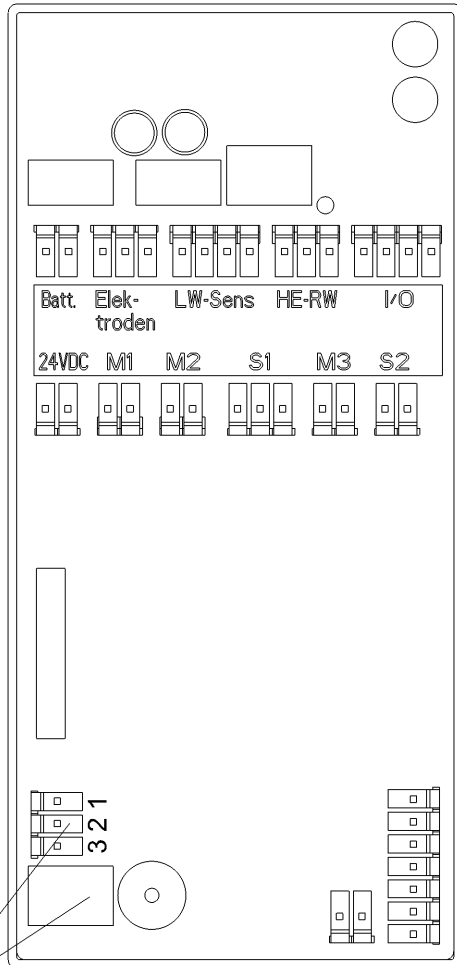 Batt. Elek-troden LW-Sens HE-RW I/O
24VDC M1 M2 S1 M3 S2
1
2
3